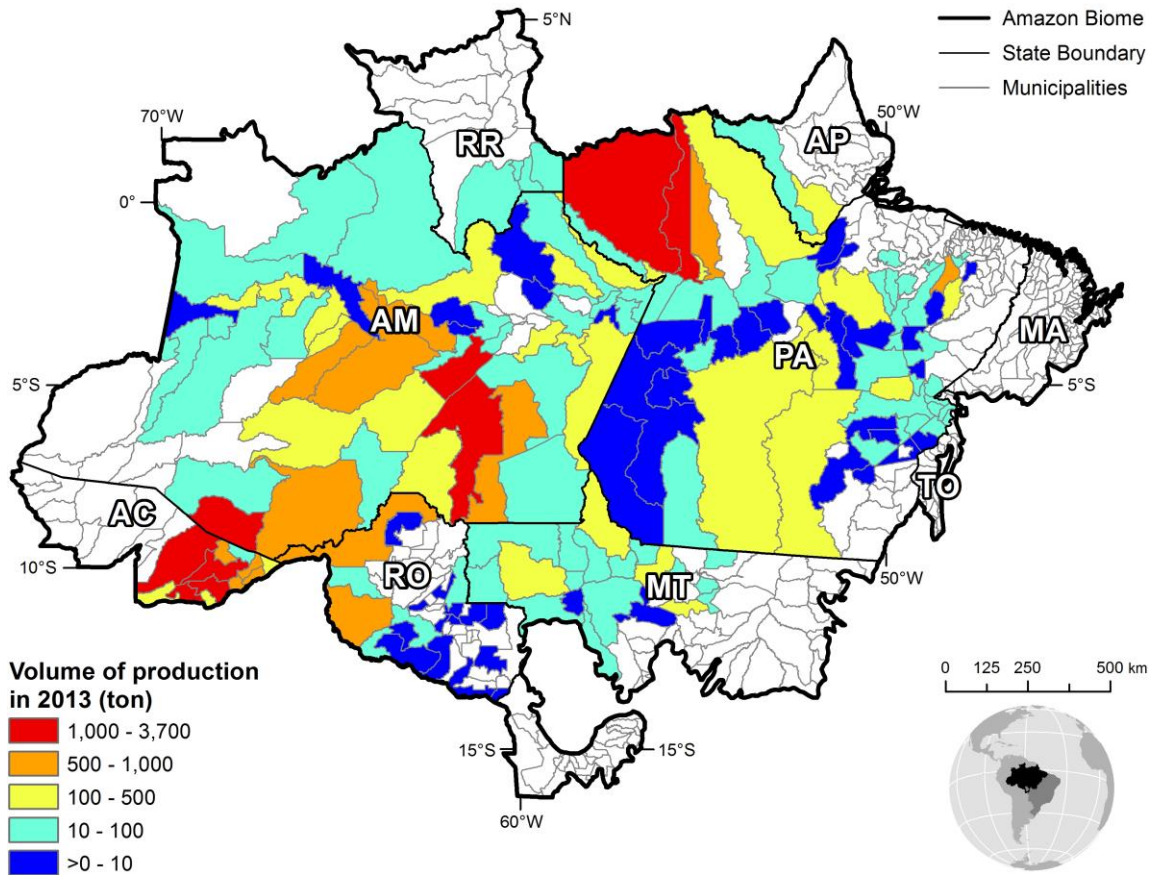 5°N
Amazon Biome
State Boundary
Municipalities
70°W
50°W
RR
AP
0°
AM
PA
MA
5°S
5°S
AC
TO
10°S
50°W
RO
MT
Volume of production
in 2013 (ton)
1,000 - 3,700
500 - 1,000
100 - 500
10 - 100
>0 - 10
0 125 250 500 km
15°S
15°S
60°W